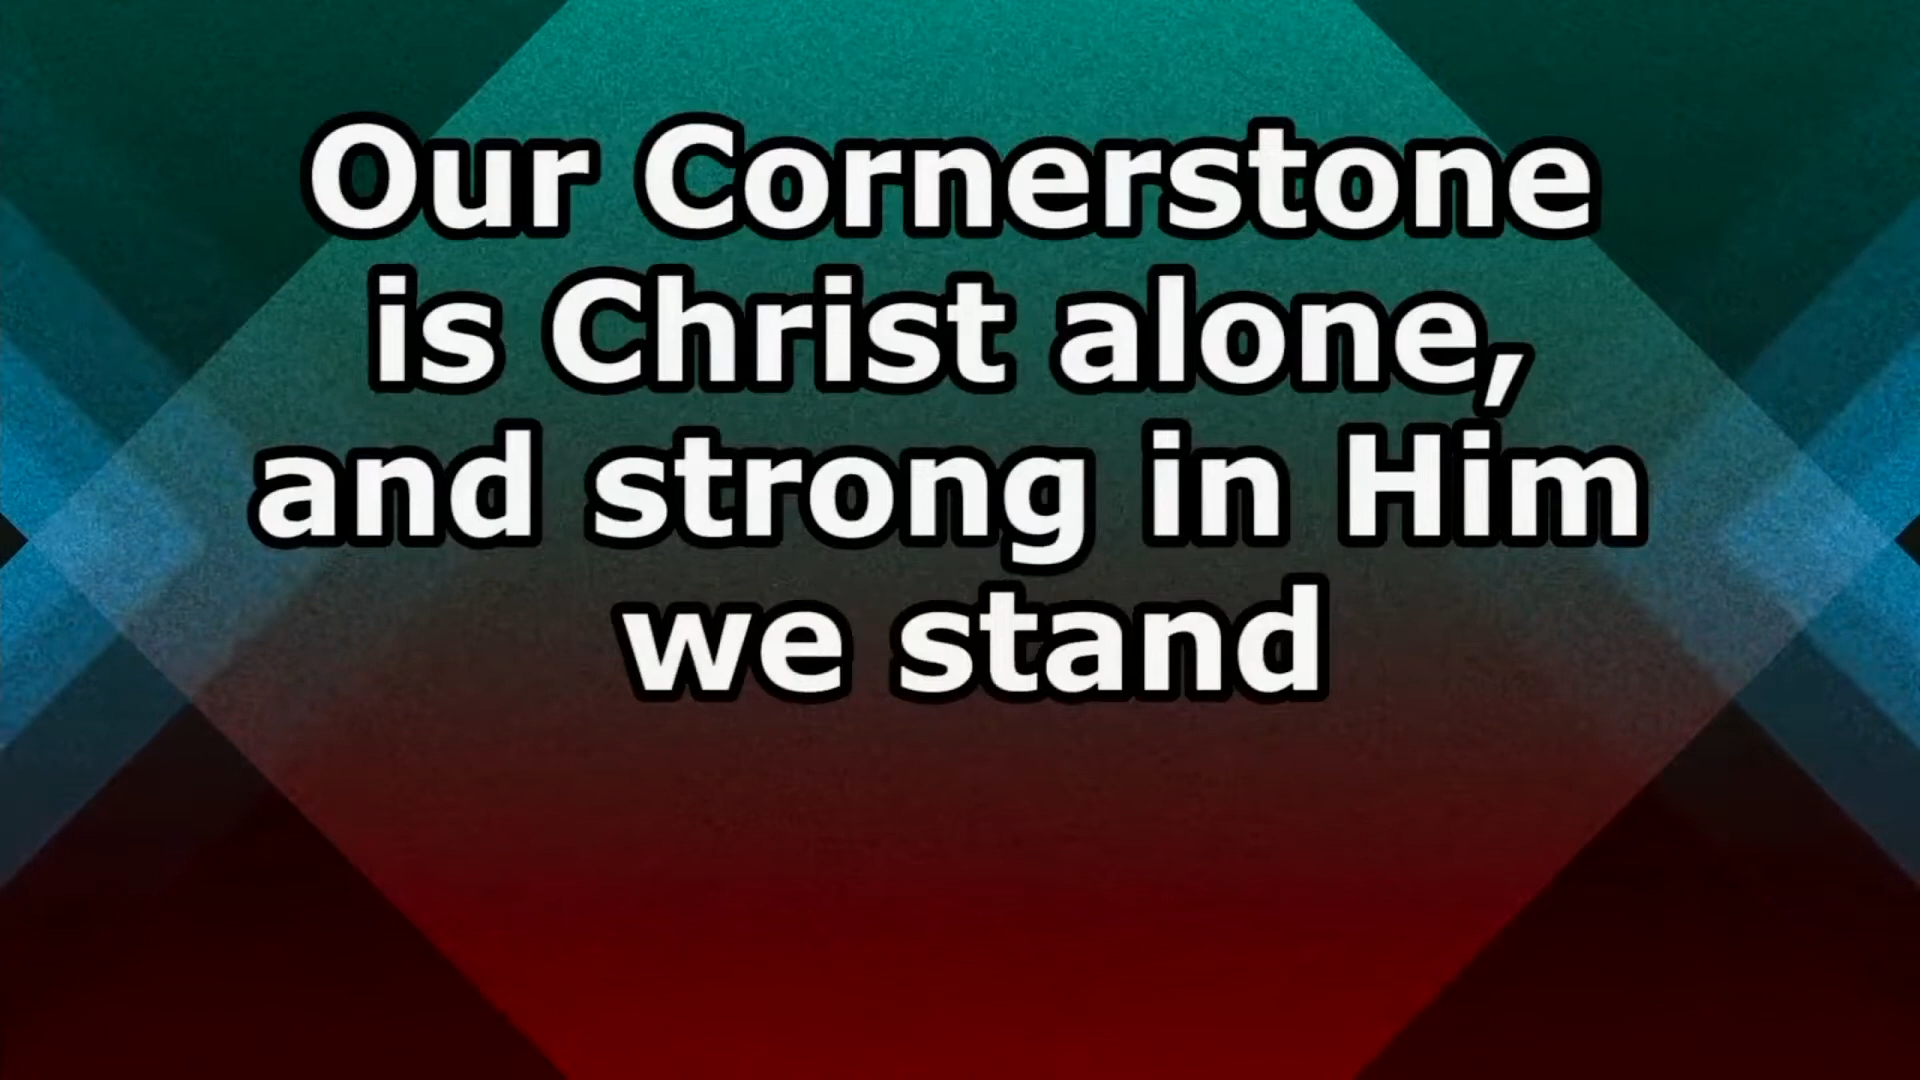 Our Cornerstone
is Christ alone,
and strong in Him
we stand